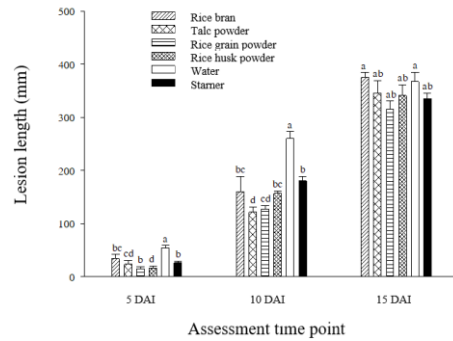 Lesion length (mm)
500
400
300
200
100
0
Rice bran
Talc powder
Rice grain powder
Rice husk powder
Water
Starner
bc cd b d a b
bc d cd bc a b
a ab ab ab a ab
5 DAI 10 DAI 15 DAI
Assessment time point